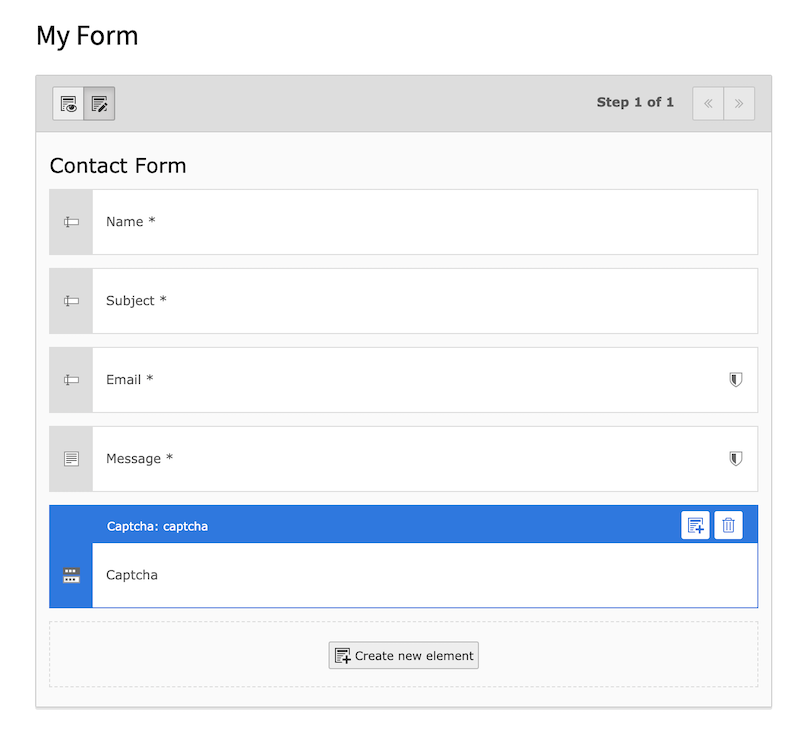 My Form
Step 1 of 1
Contact Form
Name *
Subject *
Email *
Message *
Captcha: captcha
Captcha
Create new element